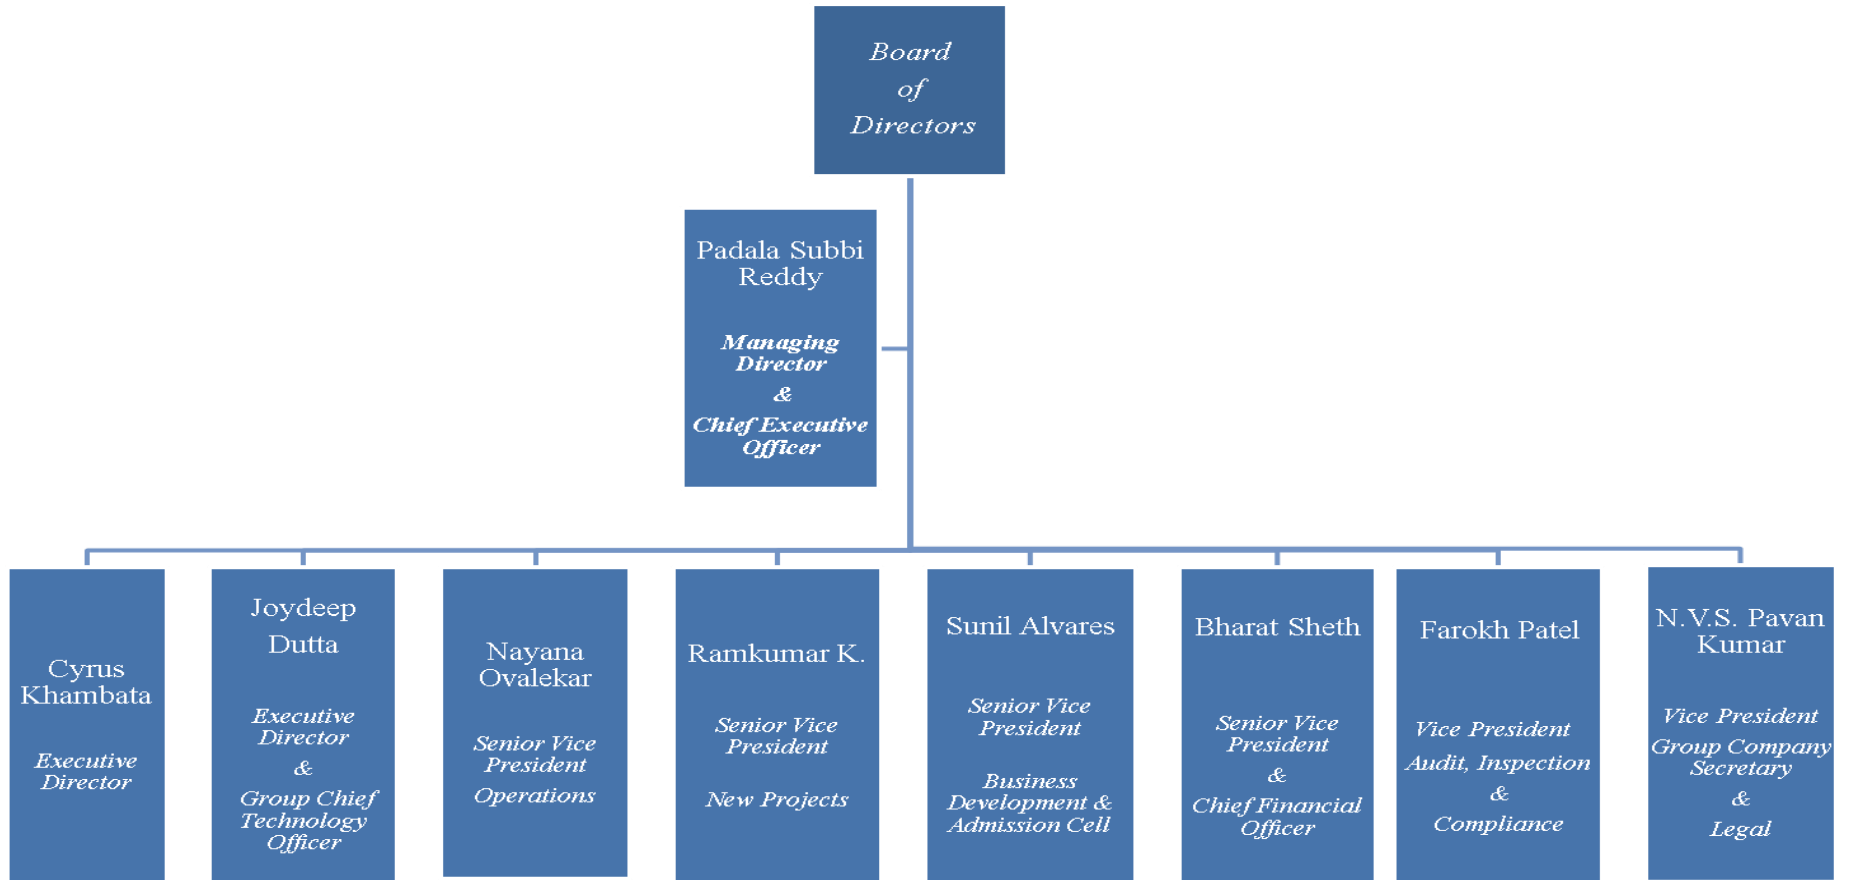 Board
of
Directors
Padala Subbi
Reddy
Managing
Director
&
Chief Executive
Officer
Cyrus
Khambata
Executive
Director
Joydeep
Dutta
Executive
Director
&
Group Chief
Technology
Officer
Nayana
Ovalekar
Senior Vice
President
Operations
Ramkumar K.
Senior Vice
President
New Projects
Sunil Alvares
Senior Vice
President
Business
Development &
Admission Cell
Bharat Sheth
Senior Vice
President
&
Chief Financial
Officer
Farokh Patel
Vice President
Audit, Inspection
&
Compliance
N.V.S. Pavan
Kumar
Vice President
Group Company
Secretary
&
Legal